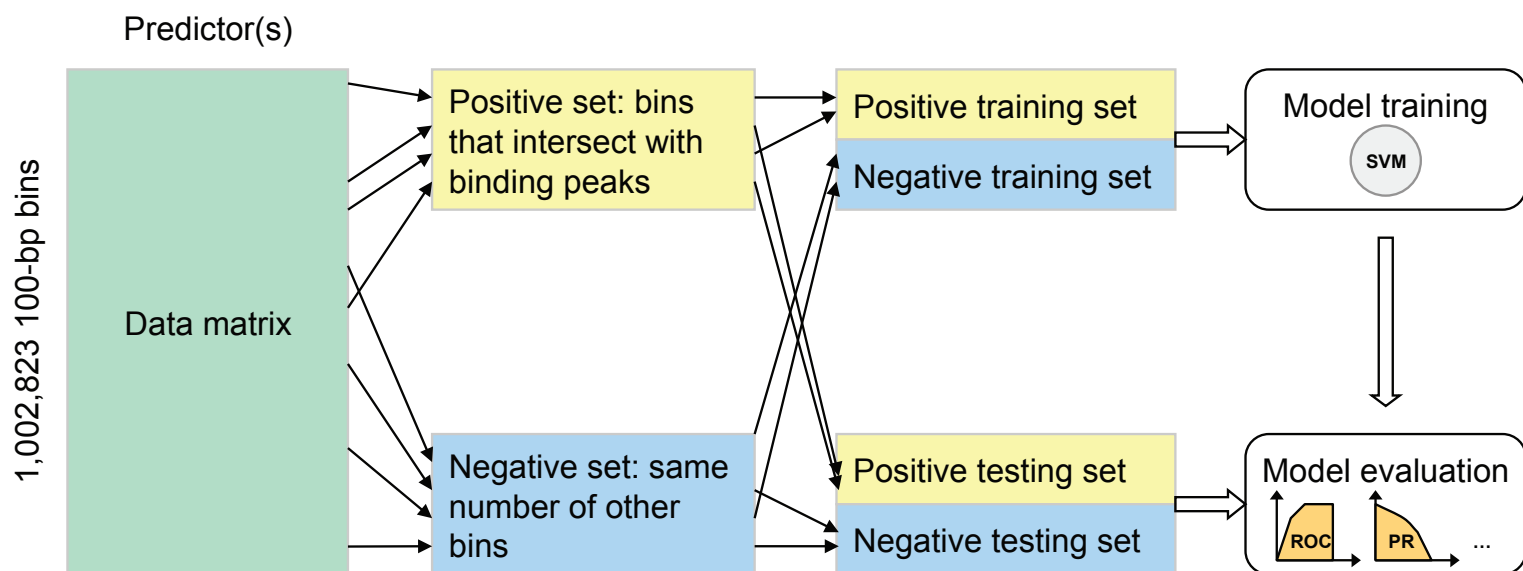 Predictor(s)
1,002,823 100-bp bins
Data matrix
Positive set: bins
that intersect with
binding peaks
Negative set: same
number of other
bins
Positive training set
Negative training set
Positive testing set
Negative testing set
Model training
SVM
Model evaluation
ROC
PR
...